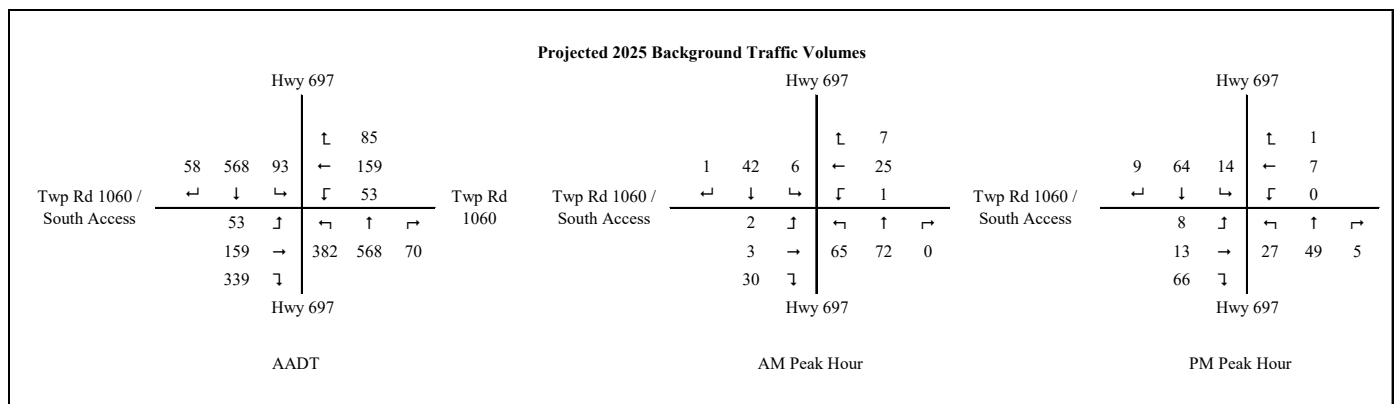 Projected 2025 Background Traffic Volumes
Hwy 697 Hwy 697 Hwy 697
85 7 1
58 568 93 159 1 42 6 25 9 64 14 7
Twp Rd 1060 / 53 Twp Rd Twp Rd 1060 / 1 Twp Rd 1060 / 0
South Access 1060 South Access South Access
53 2 8
159 382 568 70 3 65 72 0 13 27 49 5
339 30 66
Hwy 697 Hwy 697 Hwy 697
AADT AM Peak Hour PM Peak Hour